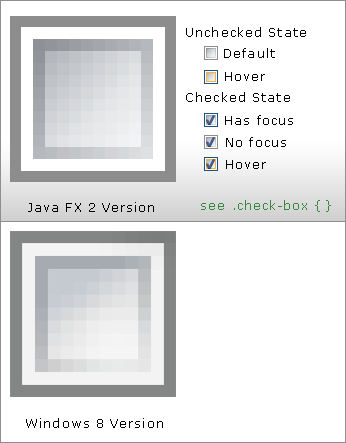 Unchecked State
Default
Hover
Checked State
Has focus
No focus
Hover
Java FX 2 Version
see .check-box { }
Windows 8 Version